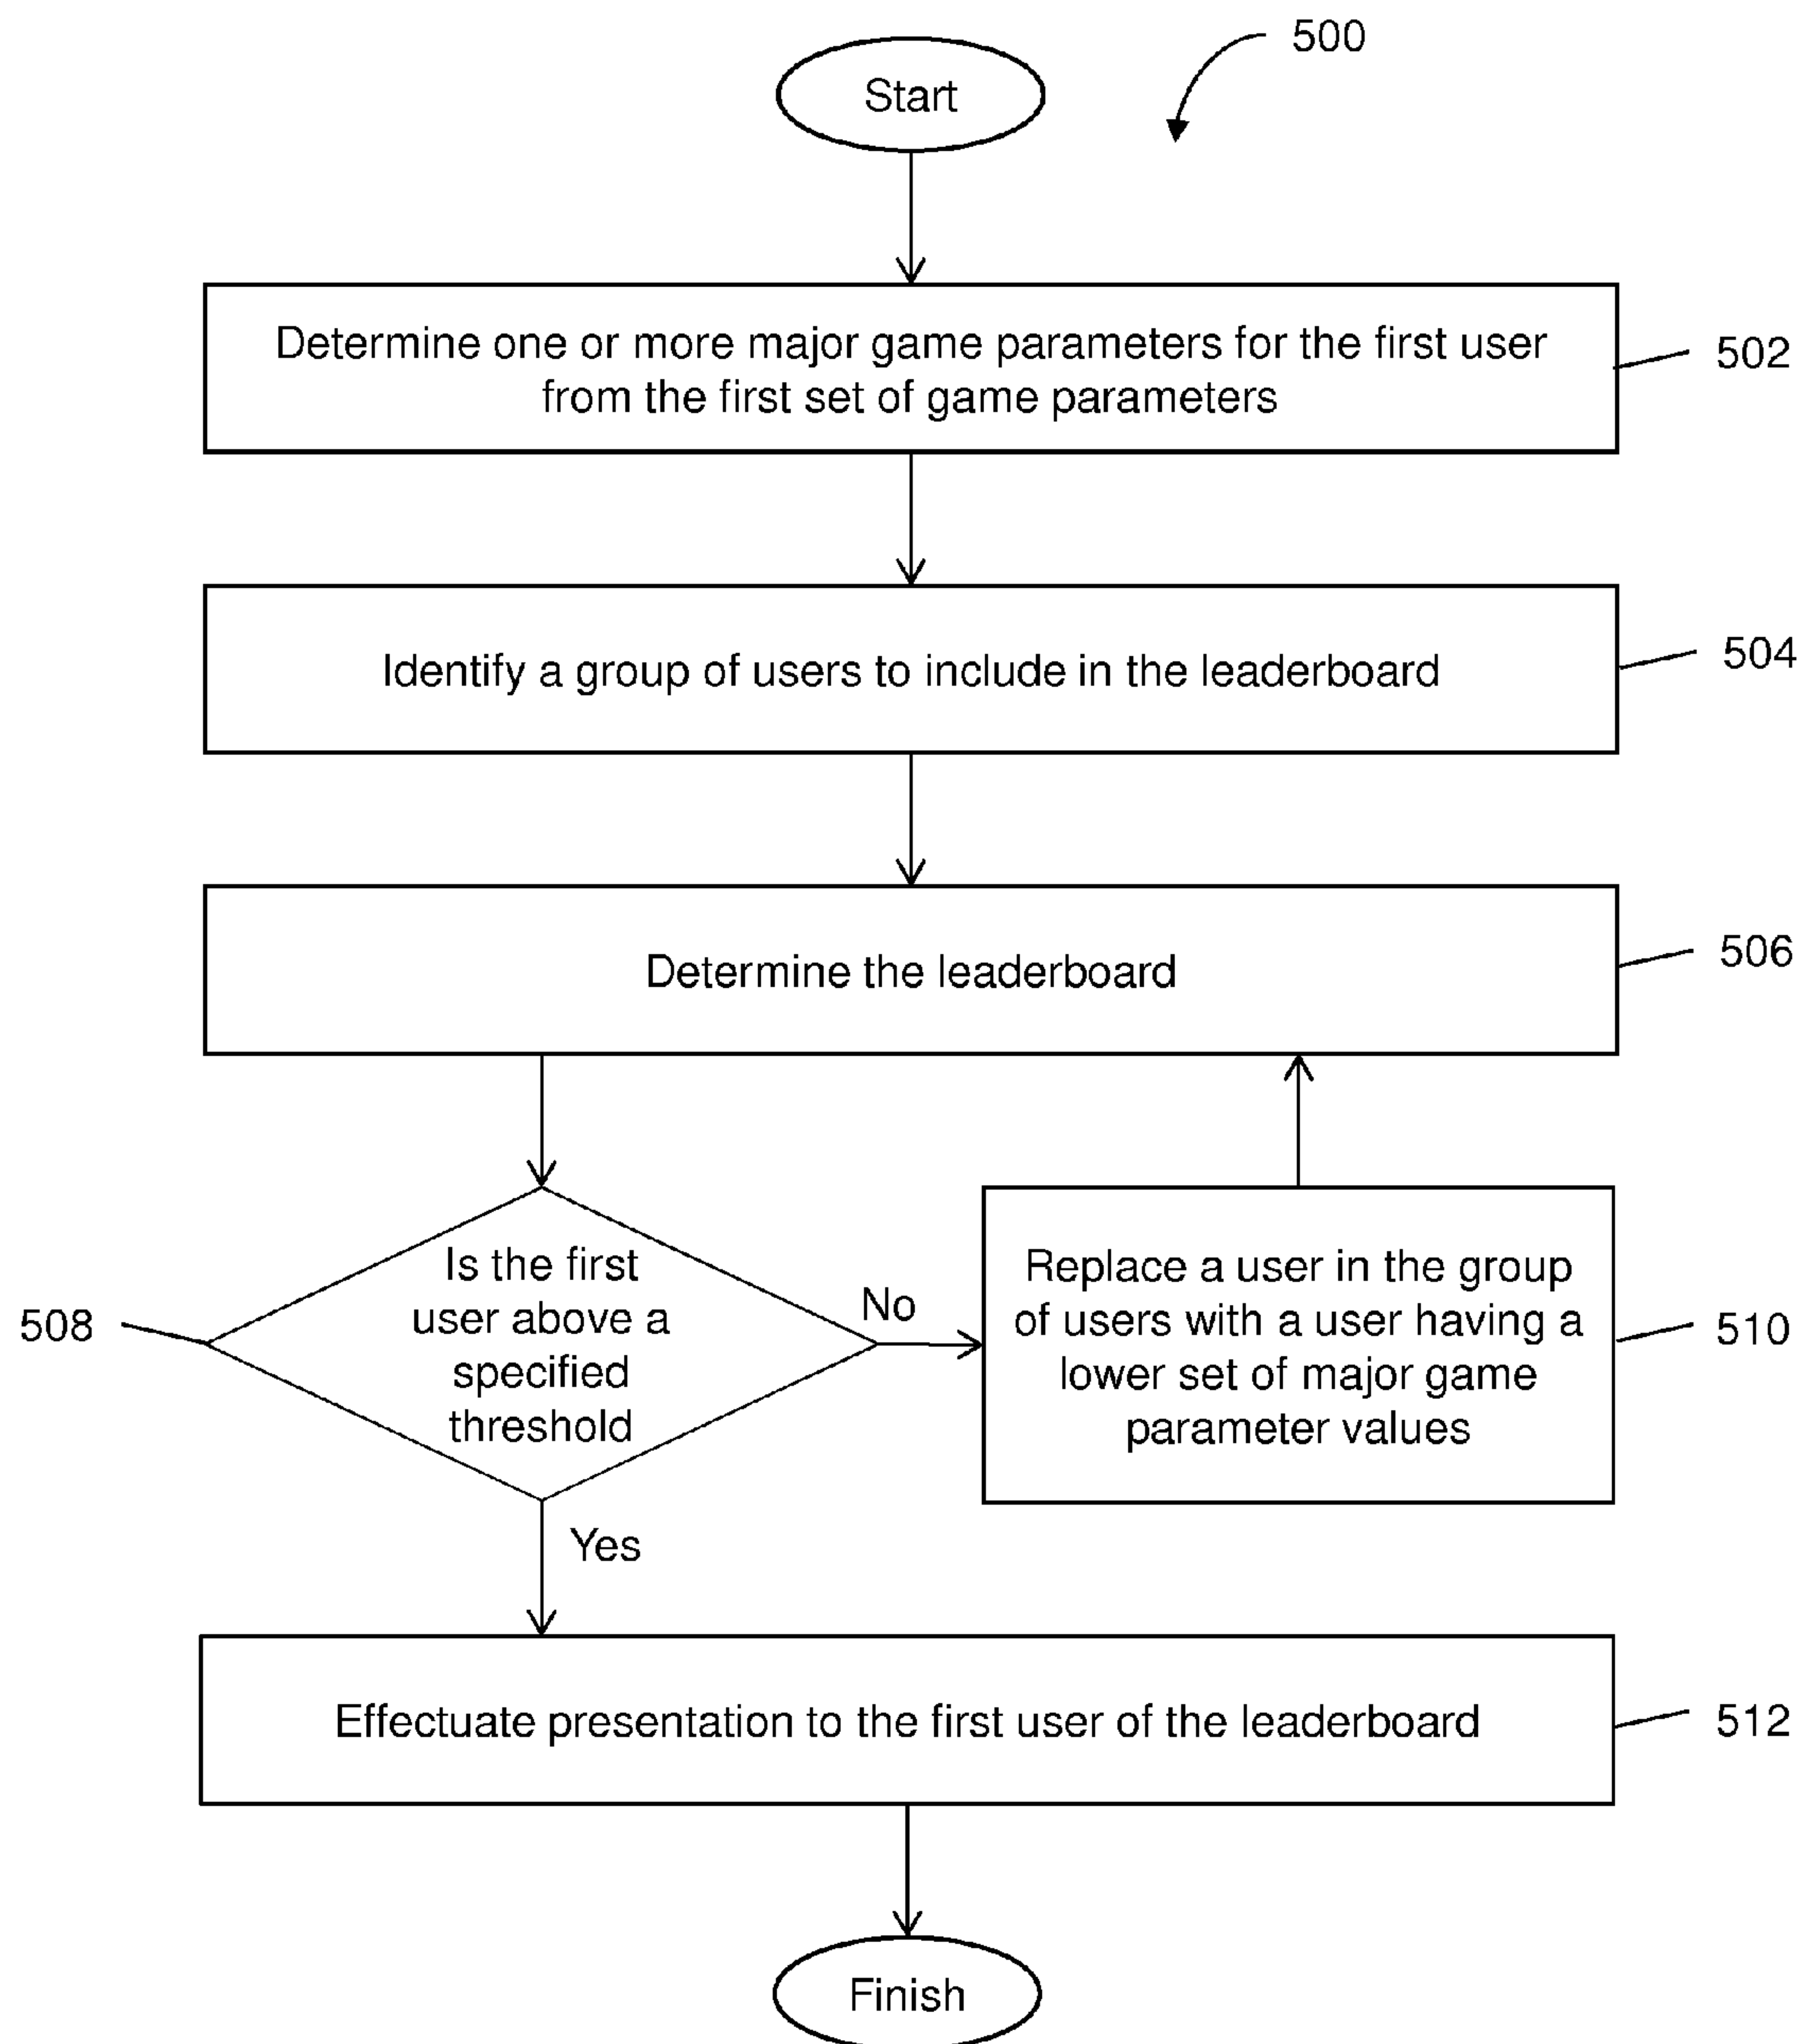 500
Start
Determine one or more major game parameters for the first user
from the first set of game parameters
502
Identify a group of users to include in the leaderboard
504
Determine the leaderboard
506
Is the first
user above a
specified
threshold
508
No
Replace a user in the group
of users with a user having a
lower set of major game
parameter values
510
Yes
Effectuate presentation to the first user of the leaderboard
512
Finish